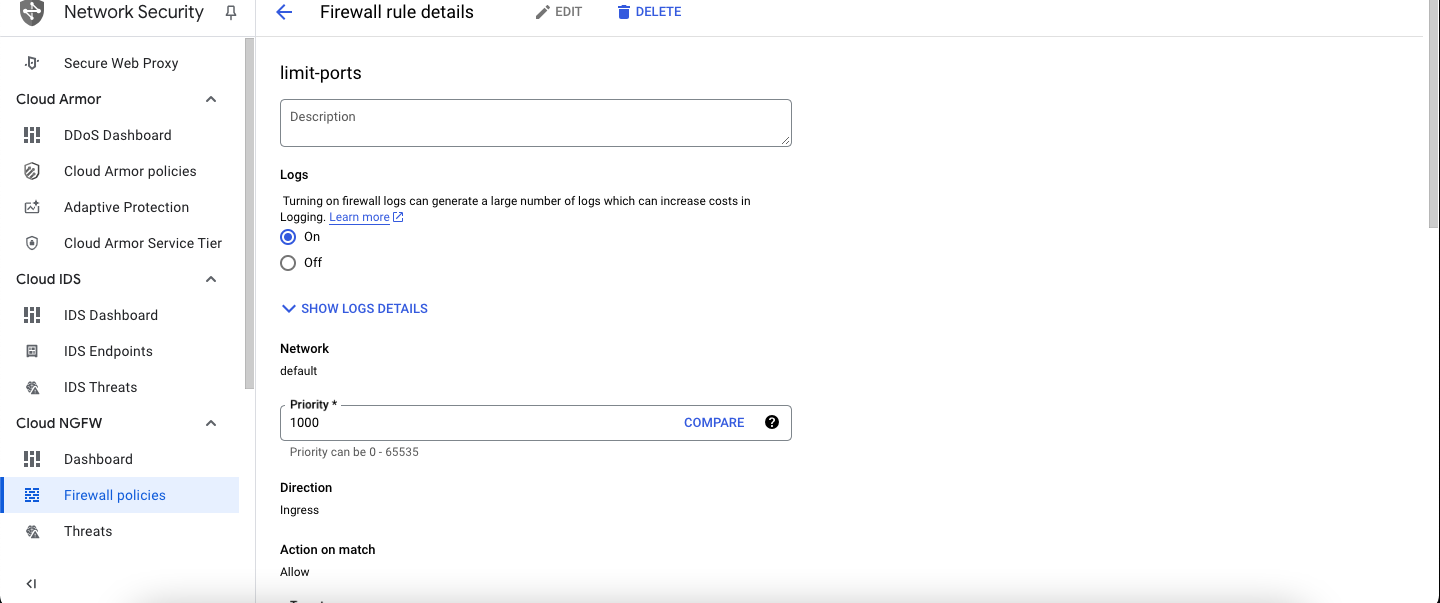 Network Security
Firewall rule details
EDIT
DELETE
Secure Web Proxy
Cloud Armor
DDoS Dashboard
Cloud Armor policies
Adaptive Protection
Cloud Armor Service Tier
Cloud IDS
IDS Dashboard
IDS Endpoints
IDS Threats
Cloud NGFW
Dashboard
Firewall policies
Threats
limit-ports
Description
Logs
Turning on firewall logs can generate a large number of logs which can increase costs in
Logging. Learn more
On
Off
SHOW LOGS DETAILS
Network
default
Priority *
1000
COMPARE
Priority can be 0 - 65535
Direction
Ingress
Action on match
Allow